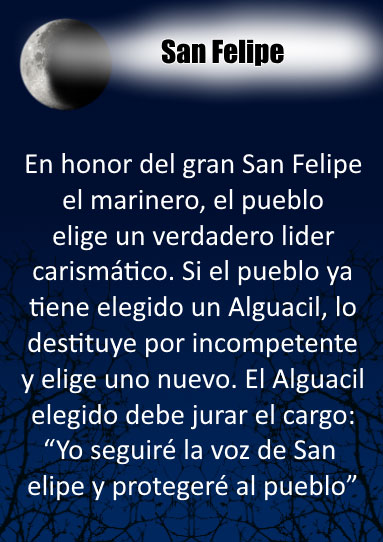 San Felipe
En honor del gran San Felipe
el marinero, el pueblo
elige un verdadero lider
carismático. Si el pueblo ya
tiene elegido un Alguacil, lo
destituye por incompetente
y elige uno nuevo. El Alguacil
elegido debe jurar el cargo:
“Yo seguiré la voz de San
elipe y protegeré al pueblo”